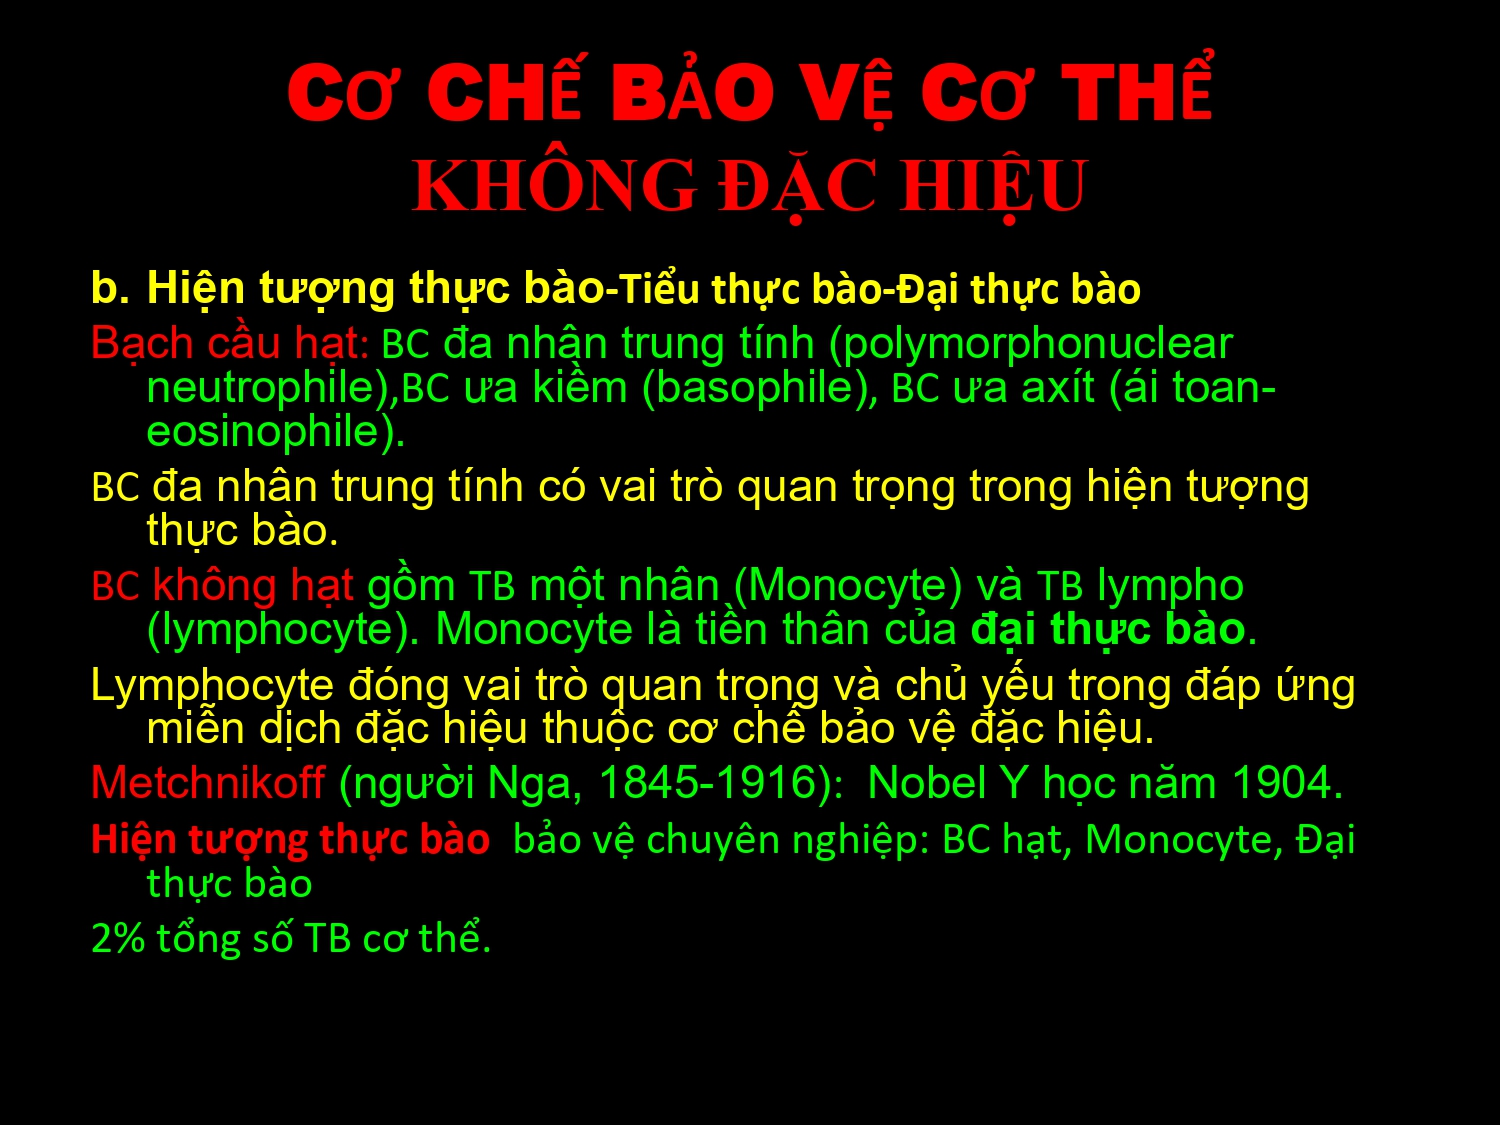 CƠ CHẾ BẢO VỆ CƠ THỂ
KHÔNG ĐẶC HIỆU
b. Hiện tượng thực bào-Tiểu thực bào-Đại thực bào
Bạch cầu hạt: BC đa nhân trung tính (polymorphonuclear
neutrophile),BC ưa kiềm (basophile), BC ưa axít (ái toan-
eosinophile).
BC đa nhân trung tính có vai trò quan trọng trong hiện tượng
thực bào.
BC không hạt gồm TB một nhân (Monocyte) và TB lympho
(lymphocyte). Monocyte là tiền thân của đại thực bào.
Lymphocyte đóng vai trò quan trọng và chủ yếu trong đáp ứng
miễn dịch đặc hiệu thuộc cơ chế bảo vệ đặc hiệu.
Metchnikoff (người Nga, 1845-1916): Nobel Y học năm 1904.
Hiện tượng thực bào bảo vệ chuyên nghiệp: BC hạt, Monocyte, Đại
thực bào
2% tổng số TB cơ thể.